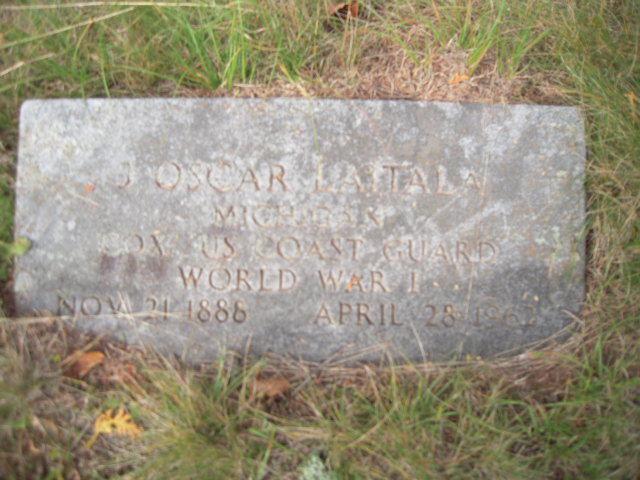 J OSCAR LAITALA
MICHIGAN
COX US COAST GUARD
WORLD WAR I
NOV 21 1888 APRIL 28 1962